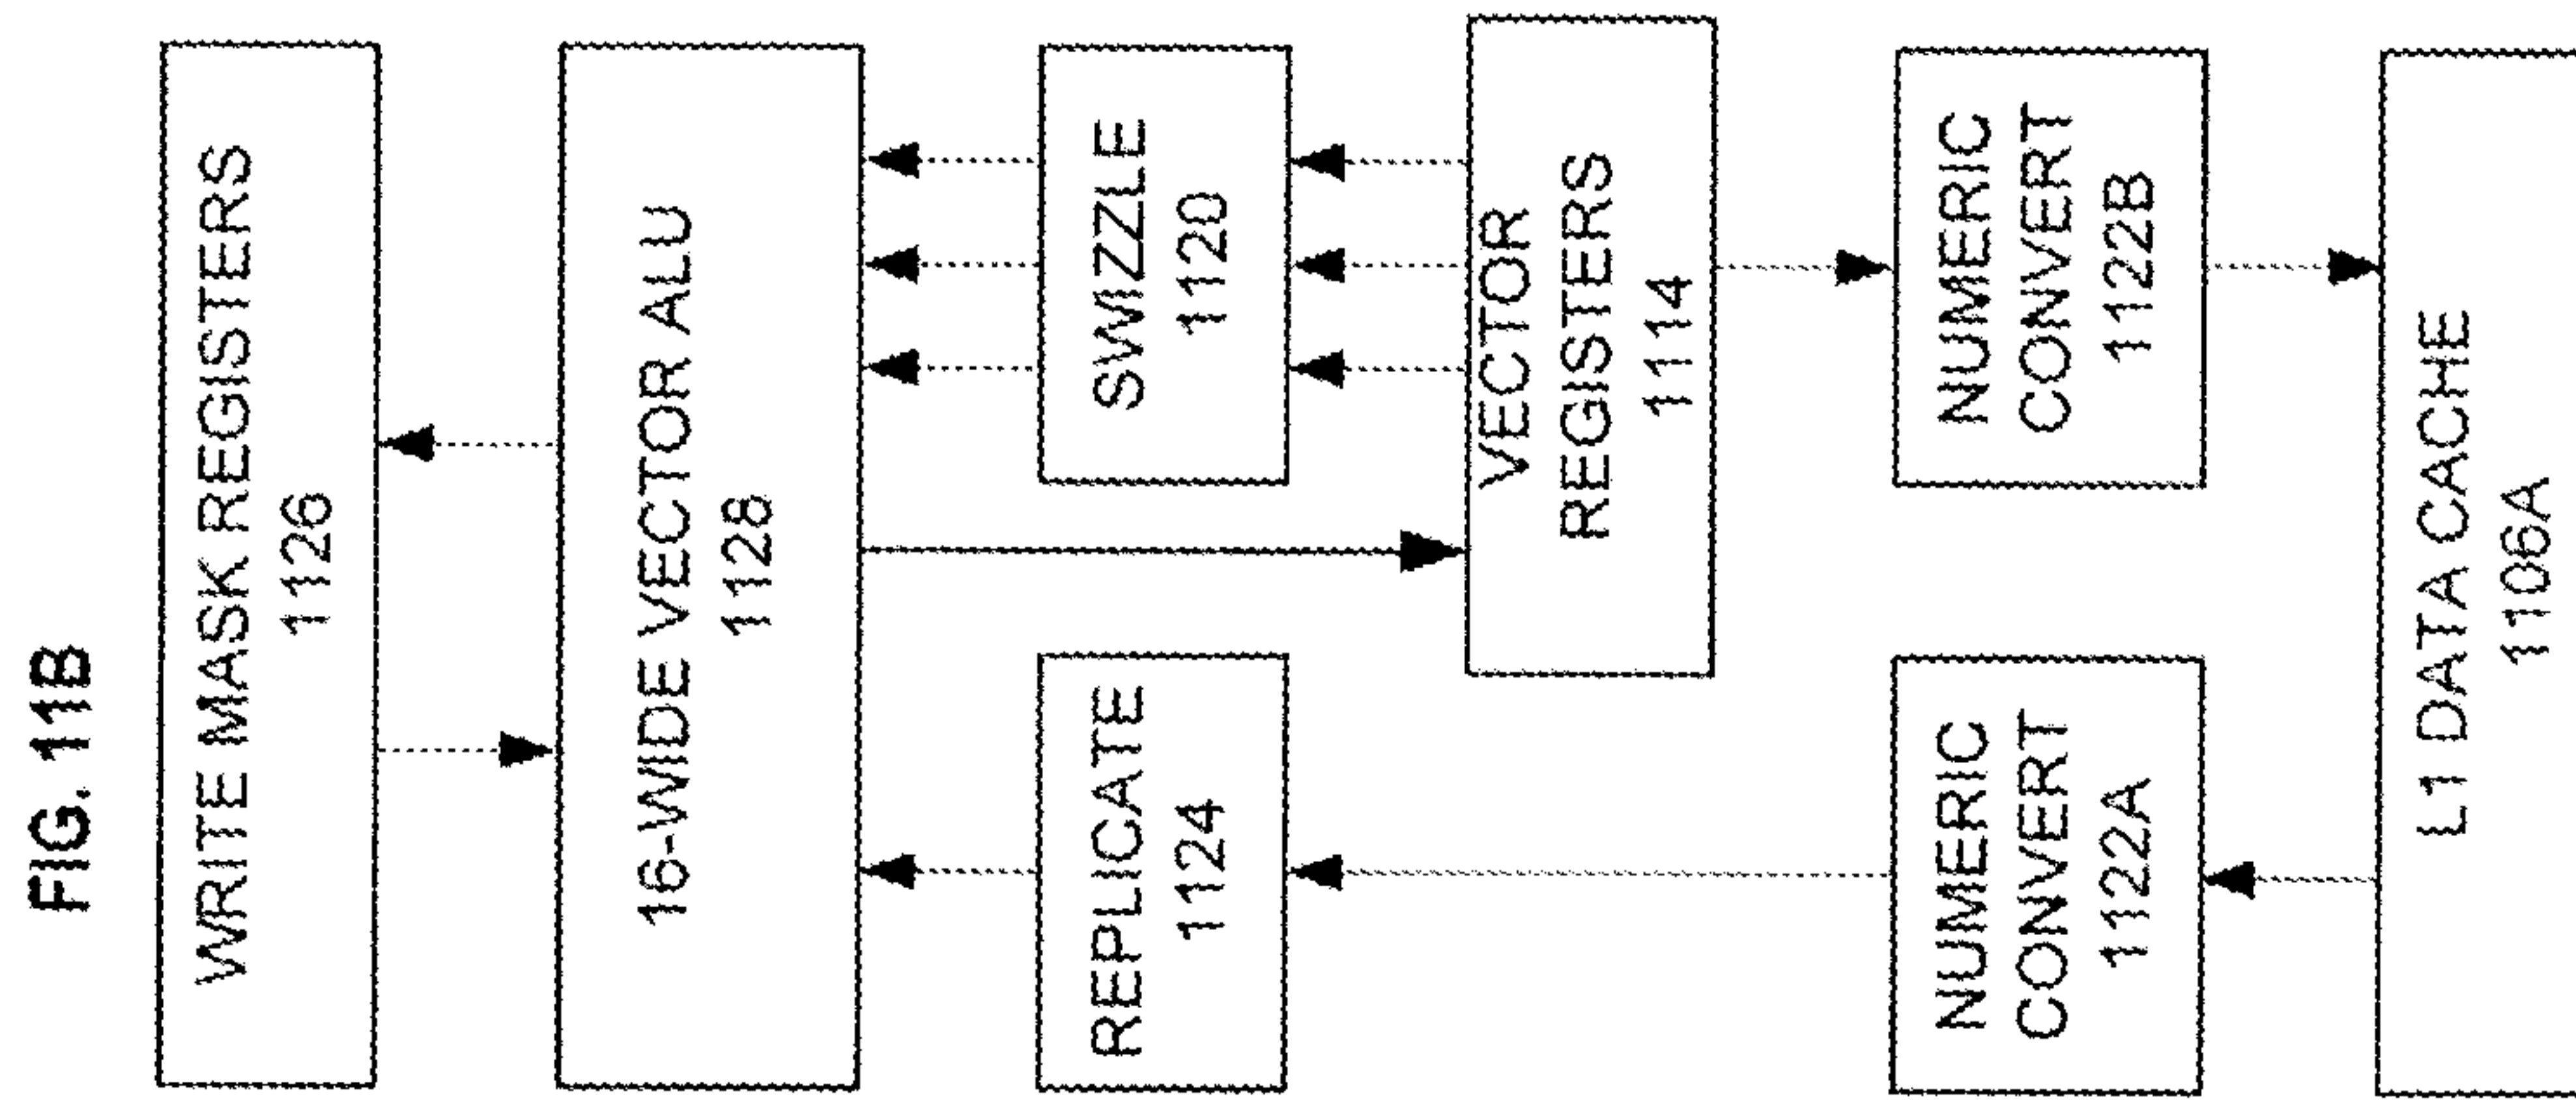 FIG. 11B
WRITE MASK REGISTERS
1126
16-WIDE VECTOR ALU
1128
REPLICATE
1124
SWIZZLE
1120
VECTOR
REGISTERS
1114
NUMERIC
CONVERT
1122A
NUMERIC
CONVERT
1122B
L1 DATA CACHE
1106A